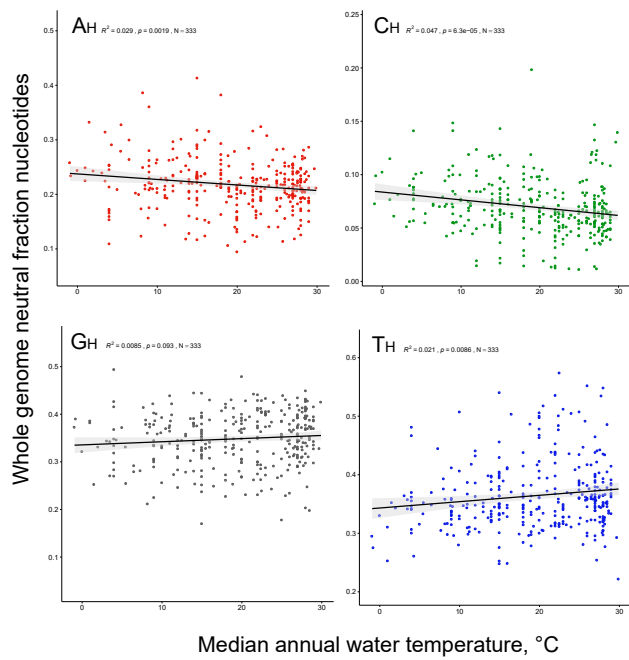 Whole genome neutral fraction nucleotides
AH R² = 0.029 , p = 0.0019 , N = 333
0.5
0.4
0.3
0.2
0.1
0 10 20 30
CH R² = 0.047 , p = 6.3e−05 , N = 333
0.25
0.20
0.15
0.10
0.05
0.00
0 10 20 30
GH R² = 0.0085 , p = 0.093 , N = 333
0.5
0.4
0.3
0.2
0.1
0 10 20 30
TH R² = 0.021 , p = 0.0086 , N = 333
0.6
0.5
0.4
0.3
0.2
0 10 20 30
Median annual water temperature, °C